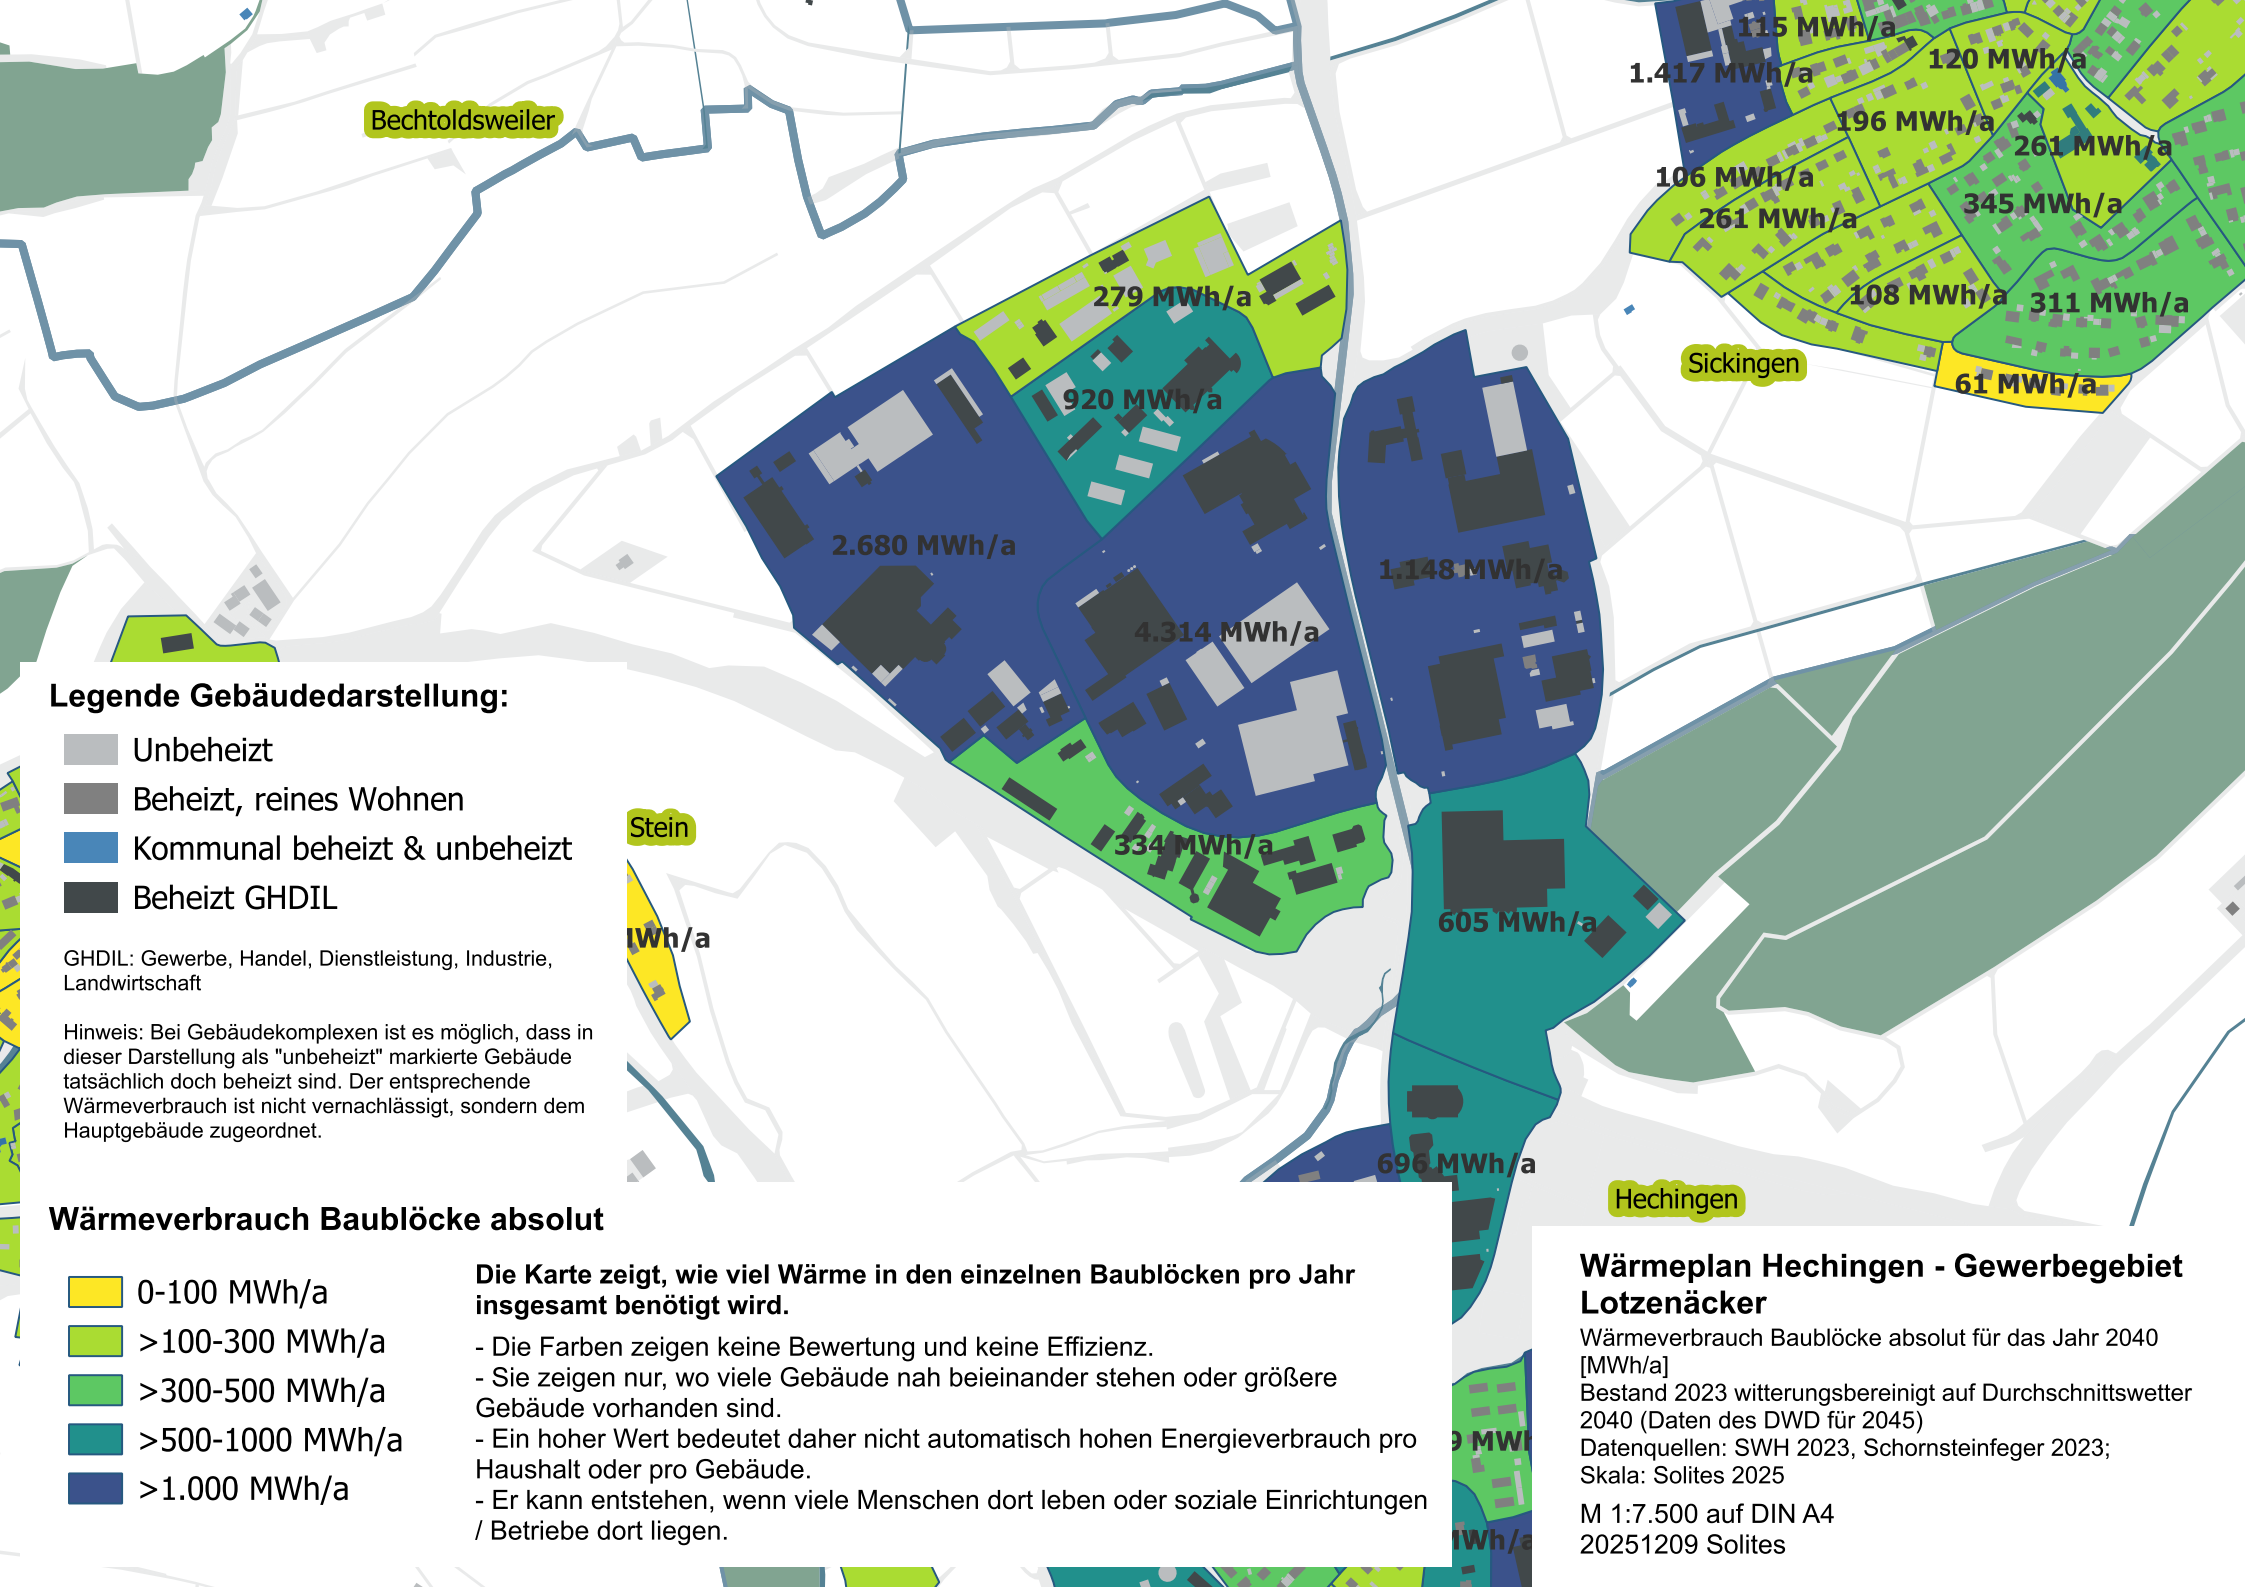 115 MWh/a
120 MWh/a
1.417 MWh/a
Bechtoldsweiler
196 MWh/a
261 MWh/a
106 MWh/a
345 MWh/a
261 MWh/a
279 MWh/a
108 MWh/a
311 MWh/a
Sickingen
61 MWh/a
920 MWh/a
2.680 MWh/a
1.148 MWh/a
4.314 MWh/a
334 MWh/a
605 MWh/a
696 MWh/a
Stein
MWh/a
Hechingen
Legende Gebäudedarstellung:
Unbeheizt
Beheizt, reines Wohnen
Kommunal beheizt & unbeheizt
Beheizt GHDIL
GHDIL: Gewerbe, Handel, Dienstleistung, Industrie,
Landwirtschaft
Hinweis: Bei Gebäudekomplexen ist es möglich, dass in
dieser Darstellung als "unbeheizt" markierte Gebäude
tatsächlich doch beheizt sind. Der entsprechende
Wärmeverbrauch ist nicht vernachlässigt, sondern dem
Hauptgebäude zugeordnet.
Wärmeverbrauch Baublöcke absolut
0-100 MWh/a
>100-300 MWh/a
>300-500 MWh/a
>500-1000 MWh/a
>1.000 MWh/a
Die Karte zeigt, wie viel Wärme in den einzelnen Baublöcken pro Jahr
insgesamt benötigt wird.
- Die Farben zeigen keine Bewertung und keine Effizienz.
- Sie zeigen nur, wo viele Gebäude nah beieinander stehen oder größere
Gebäude vorhanden sind.
- Ein hoher Wert bedeutet daher nicht automatisch hohen Energieverbrauch pro
Haushalt oder pro Gebäude.
- Er kann entstehen, wenn viele Menschen dort leben oder soziale Einrichtungen
/ Betriebe dort liegen.
9 MWh
MWh/a
Wärmeplan Hechingen - Gewerbegebiet
Lotzenäcker
Wärmeverbrauch Baublöcke absolut für das Jahr 2040
[MWh/a]
Bestand 2023 witterungsbereinigt auf Durchschnittswetter
2040 (Daten des DWD für 2045)
Datenquellen: SWH 2023, Schornsteinfeger 2023;
Skala: Solites 2025
M 1:7.500 auf DIN A4
20251209 Solites